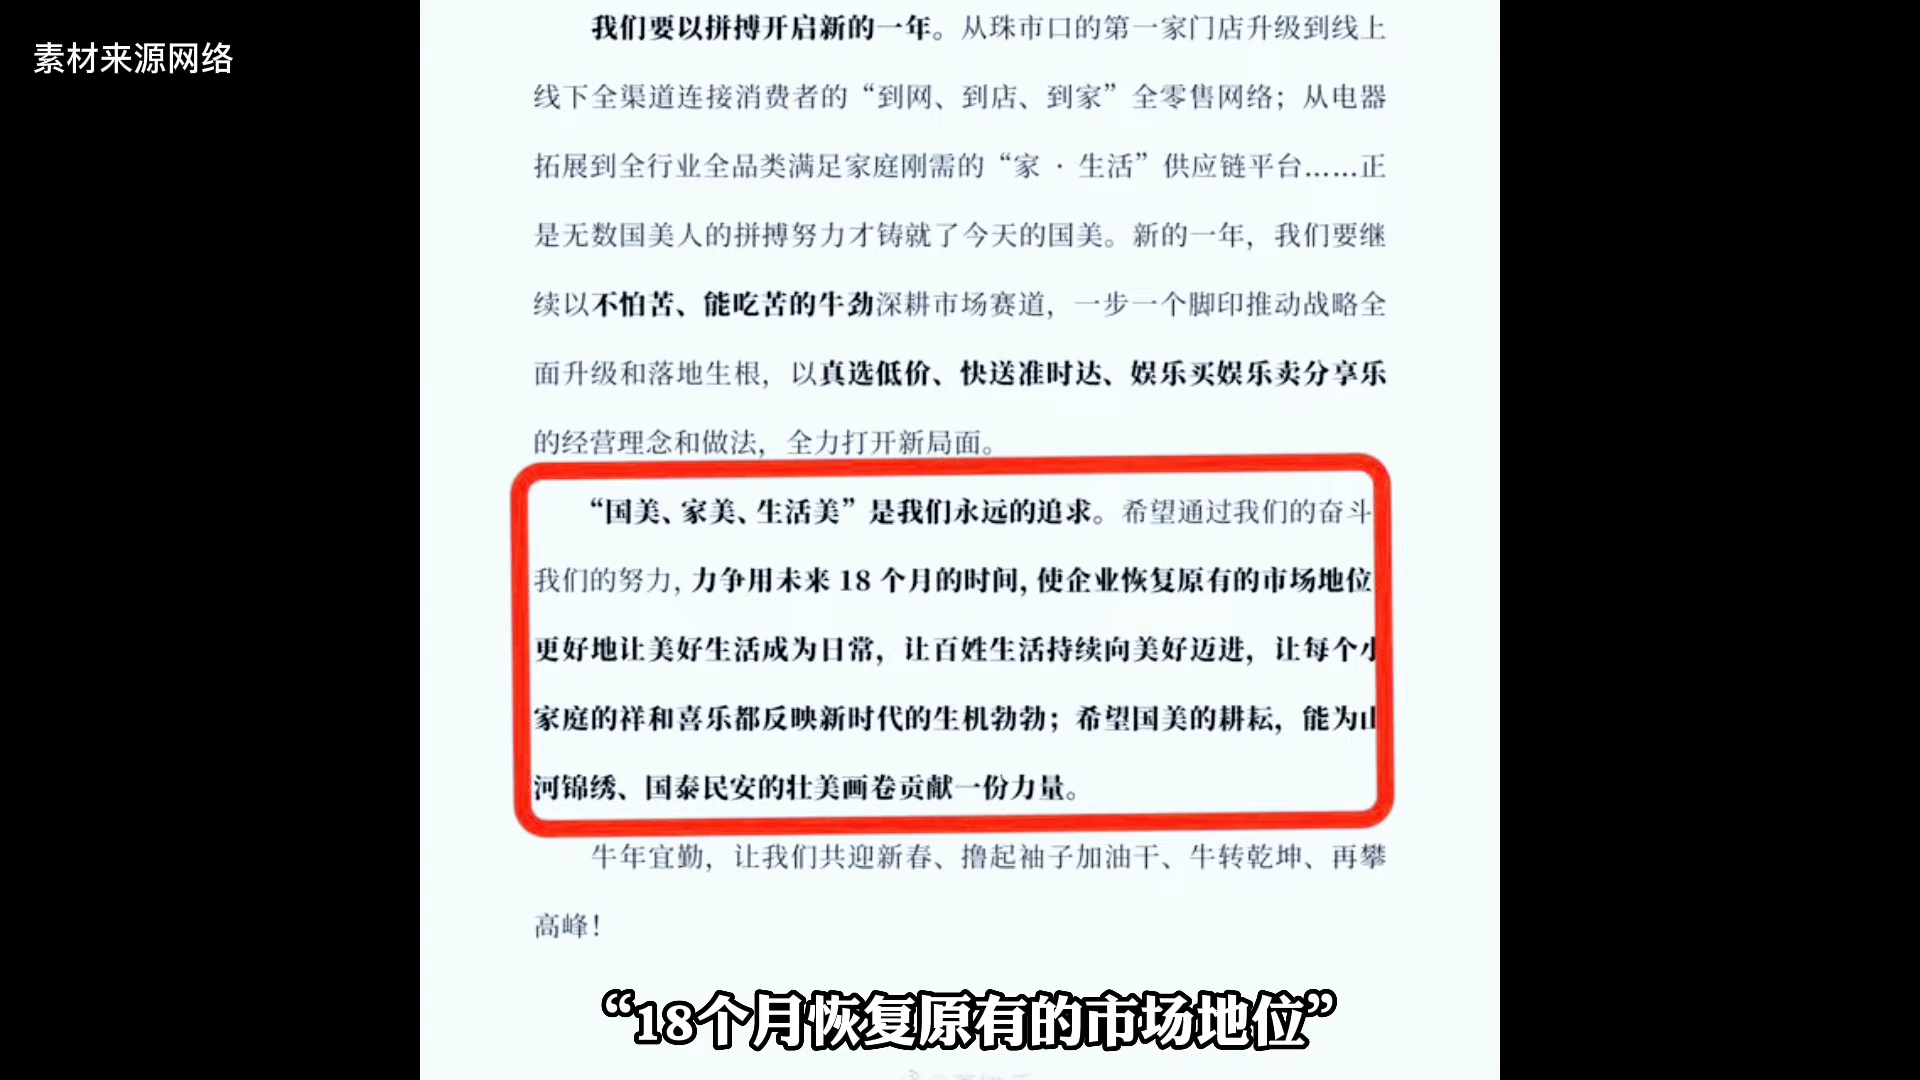 素材来源网络
我们要以拼搏开启新的一年。从珠市口的第一家门店升级到线上
线下全渠道连接消费者的“到网、到店、到家”全零售网络；从电器
拓展到全行业全品类满足家庭刚需的“家 · 生活”供应链平台……正
是无数国美人的拼搏努力才铸就了今天的国美。新的一年，我们要继
续以不怕苦、能吃苦的牛劲深耕市场赛道，一步一个脚印推动战略全
面升级和落地生根，以真选低价、快送准时达、娱乐买娱乐卖分享乐
的经营理念和做法，全力打开新局面。
“国美、家美、生活美”是我们永远的追求。希望通过我们的奋斗
我们的努力，力争用未来 18 个月的时间，使企业恢复原有的市场地位
更好地让美好生活成为日常，让百姓生活持续向美好迈进，让每个小
家庭的祥和喜乐都反映新时代的生机勃勃；希望国美的耕耘，能为山
河锦绣、国泰民安的壮美画卷贡献一份力量。
牛年宜勤，让我们共迎新春、撸起袖子加油干、牛转乾坤、再攀
高峰！
“18个月恢复原有的市场地位”